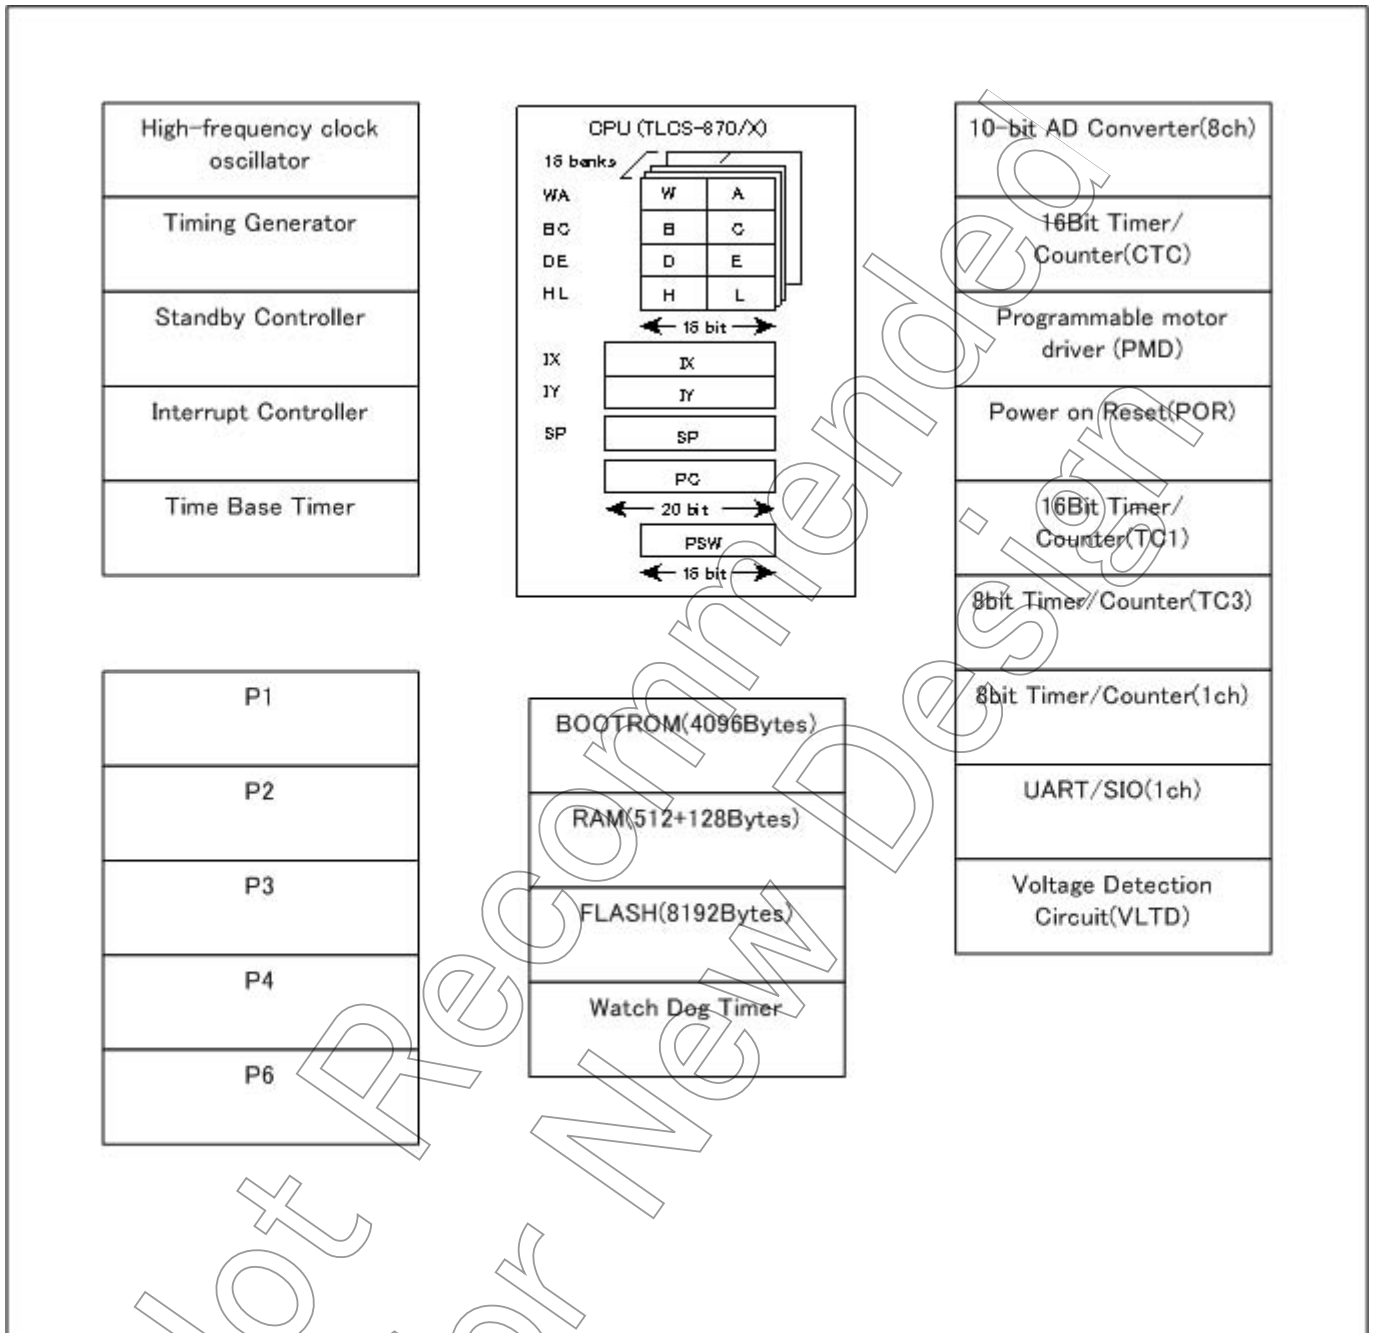 High-frequency clock
oscillator
Timing Generator
Standby Controller
Interrupt Controller
Time Base Timer
CPU (TLCS-870/X)
16 banks
WA
W A
BC
B C
DE
D E
HL
H L
16 bit
IX
IX
IY
IY
SP
SP
PC
20 bit
PSW
16 bit
10-bit AD Converter(8ch)
16Bit Timer/
Counter(CTC)
Programmable motor
driver (PMD)
Power on Reset(POR)
16Bit Timer/
Counter(TC1)
8bit Timer/Counter(TC3)
8bit Timer/Counter(1ch)
UART/SIO(1ch)
Voltage Detection
Circuit(VLTD)
P1
P2
P3
P4
P6
BOOTROM(4096Bytes)
RAM(512+128Bytes)
FLASH(8192Bytes)
Watch Dog Timer
Not Recommended
for New Design